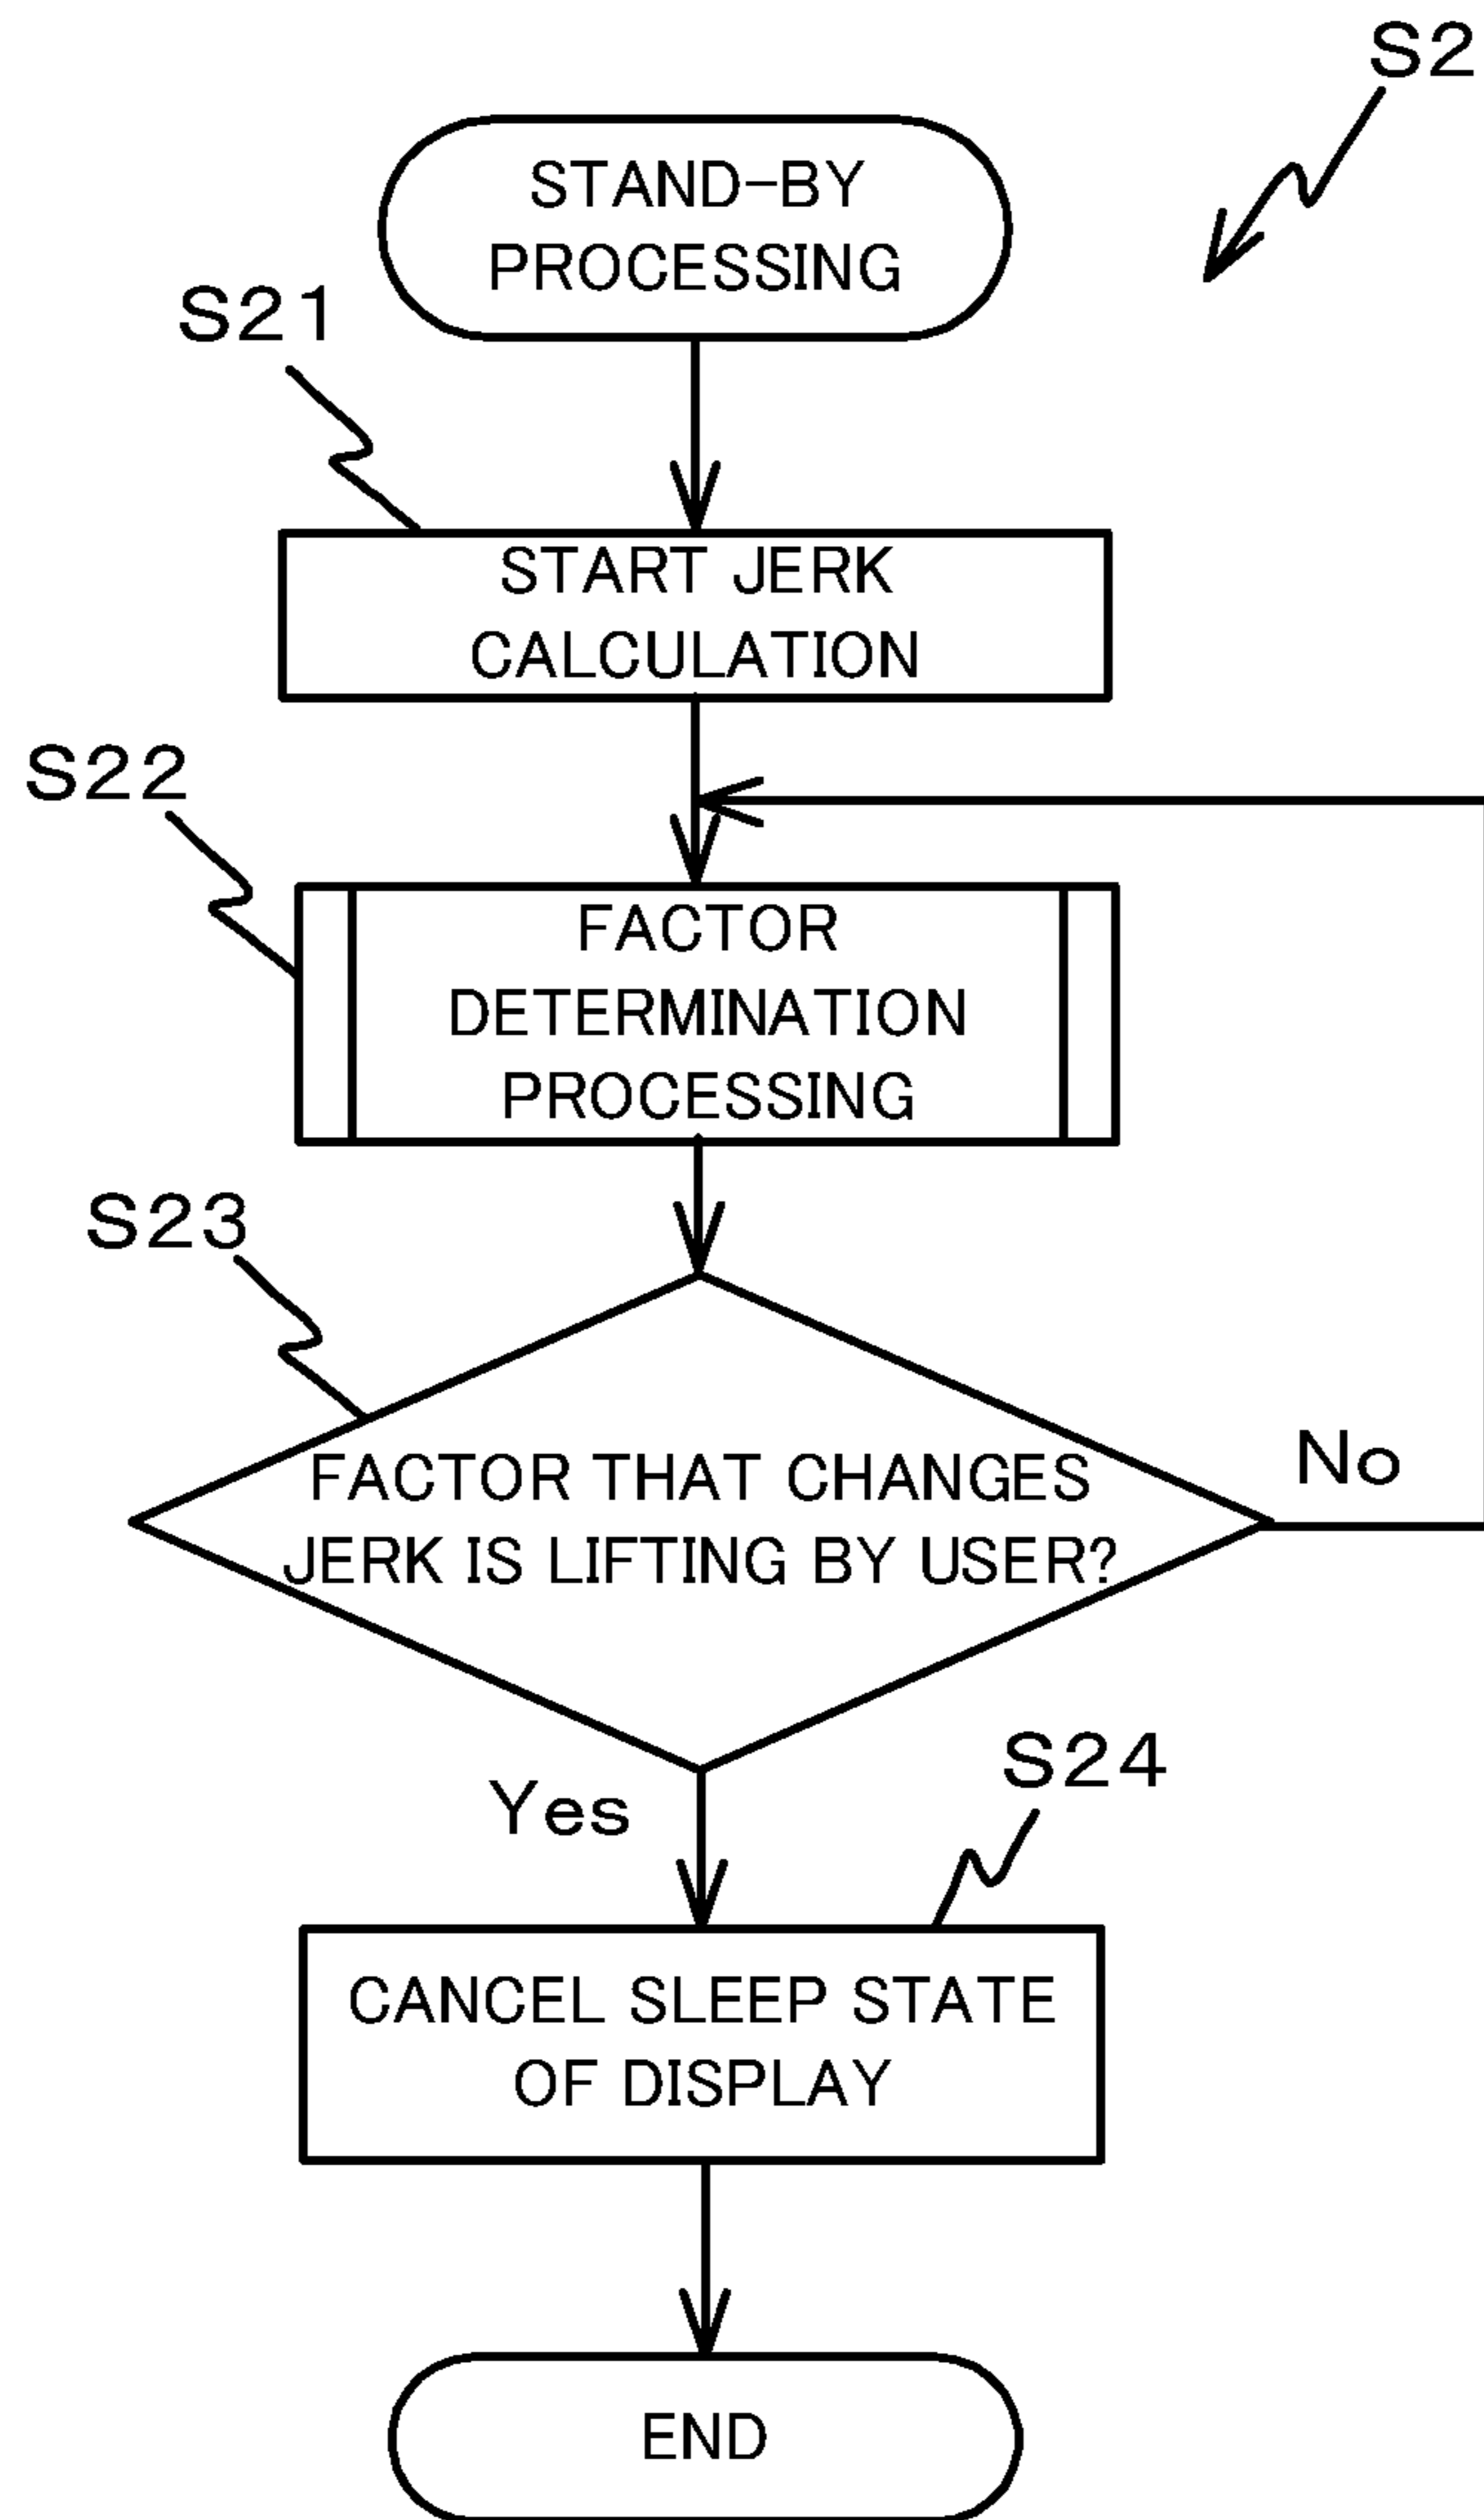 S2
STAND-BY
PROCESSING
S21
START JERK
CALCULATION
S22
FACTOR
DETERMINATION
PROCESSING
S23
FACTOR THAT CHANGES
JERK IS LIFTING BY USER?
No
Yes
S24
CANCEL SLEEP STATE
OF DISPLAY
END